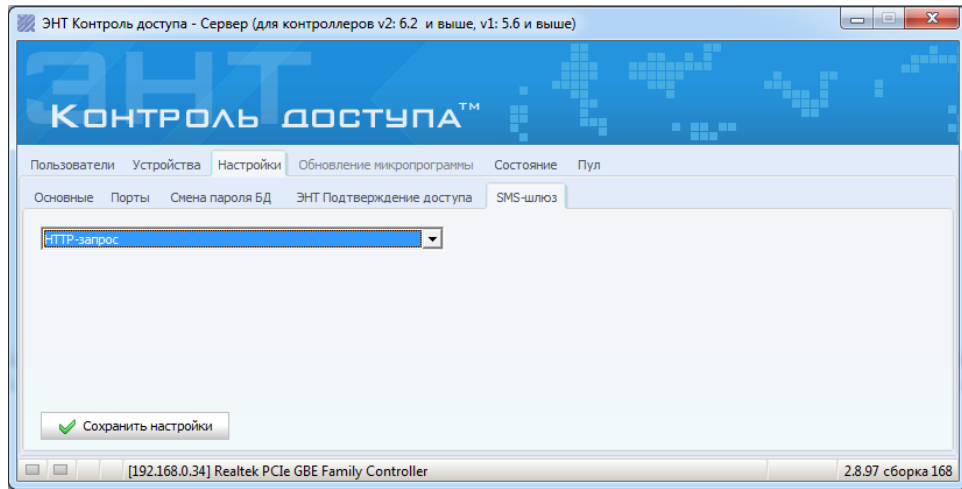 ЭНТ Контроль доступа - Сервер (для контроллеров v2: 6.2 и выше, v1: 5.6 и выше)
ЭНТ
Контроль доступа™
Пользователи Устройства Настройки Обновление микропрограммы Состояние Пул
Основные Порты Смена пароля БД ЭНТ Подтверждение доступа SMS-шлюз
HTTP-запрос
Сохранить настройки
[192.168.0.34] Realtek PCIe GBE Family Controller 2.8.97 сборка 168